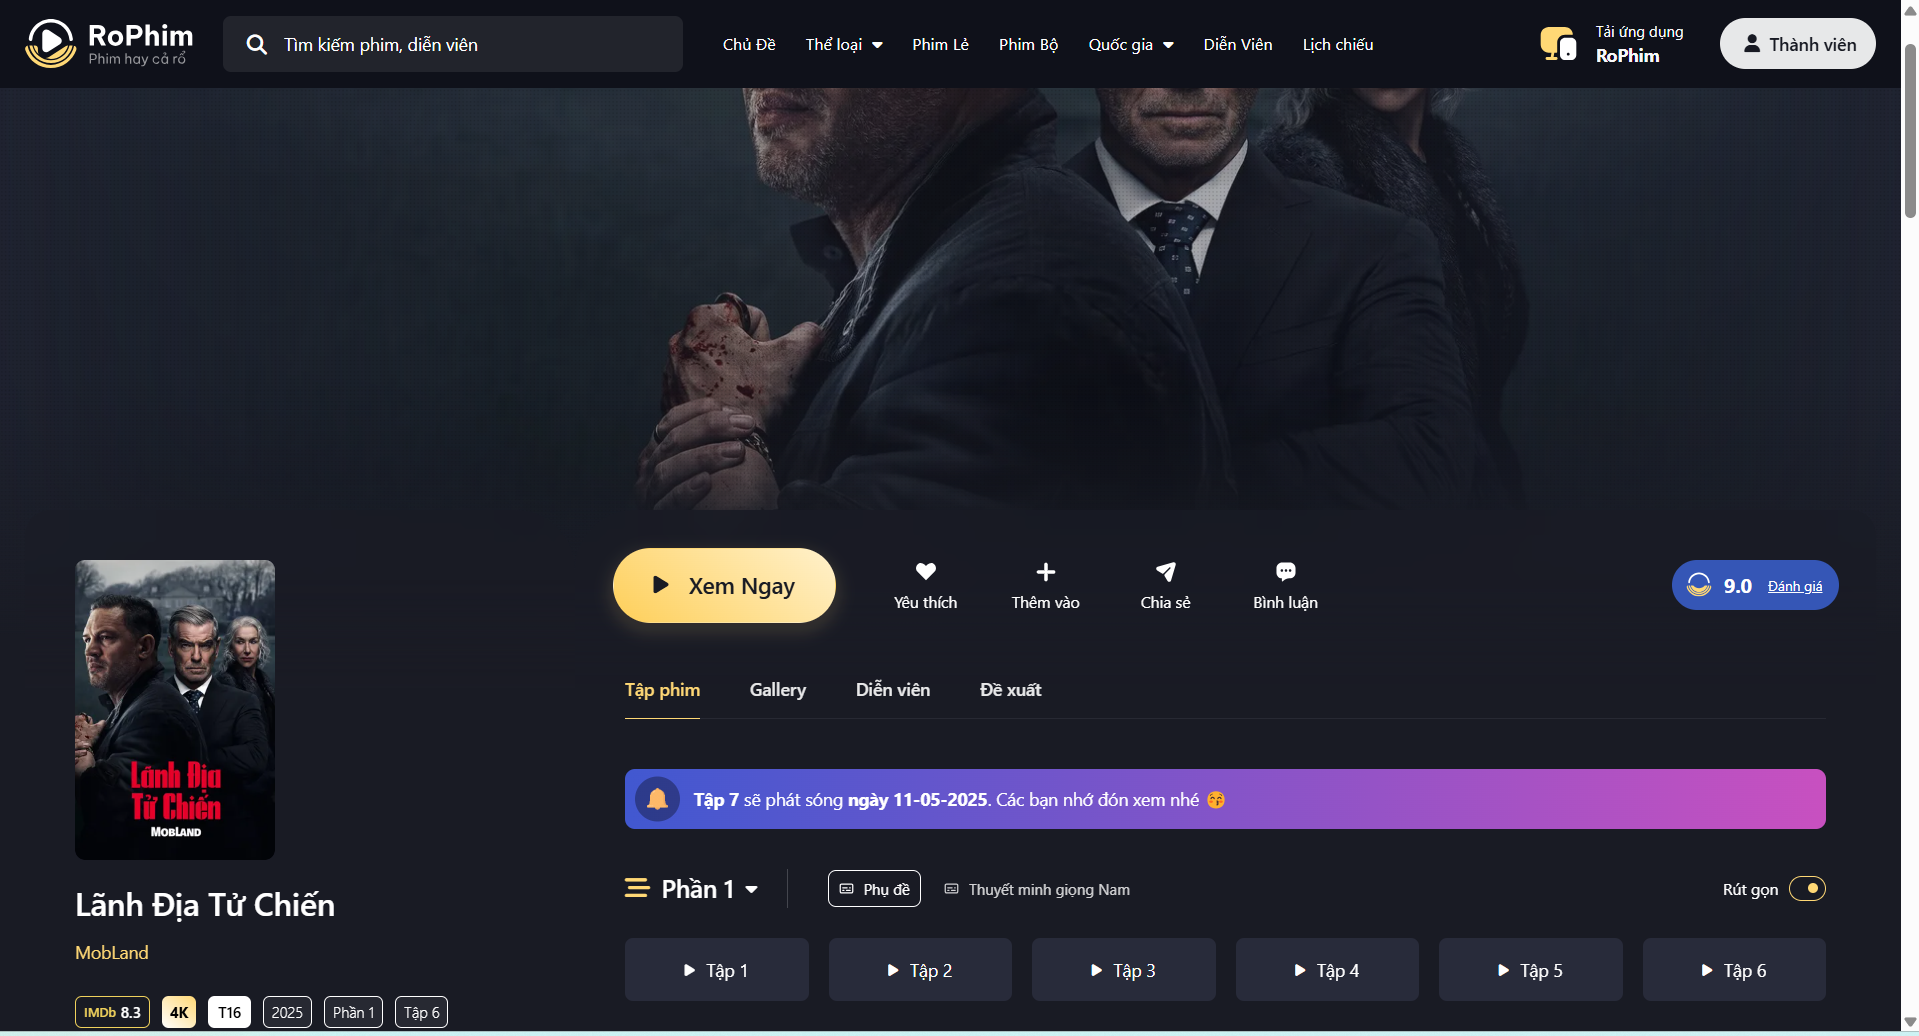 RoPhim
Phim hay cả rổ
Tìm kiếm phim, diễn viên
Chủ Đề
Thể loại
Phim Lẻ
Phim Bộ
Quốc gia
Diễn Viên
Lịch chiếu
Tải ứng dụng
RoPhim
Thành viên
Xem Ngay
Yêu thích
Thêm vào
Chia sẻ
Bình luận
9.0 Đánh giá
Lãnh Địa
Tử Chiến
MobLand
Lãnh Địa Tử Chiến
MobLand
IMDb 8.3
4K
T16
2025
Phần 1
Tập 6
Tập phim
Gallery
Diễn viên
Đề xuất
Tập 7 sẽ phát sóng ngày 11-05-2025. Các bạn nhớ đón xem nhé 😚
Phần 1
Phụ đề
Thuyết minh giọng Nam
Rút gọn
Tập 1
Tập 2
Tập 3
Tập 4
Tập 5
Tập 6